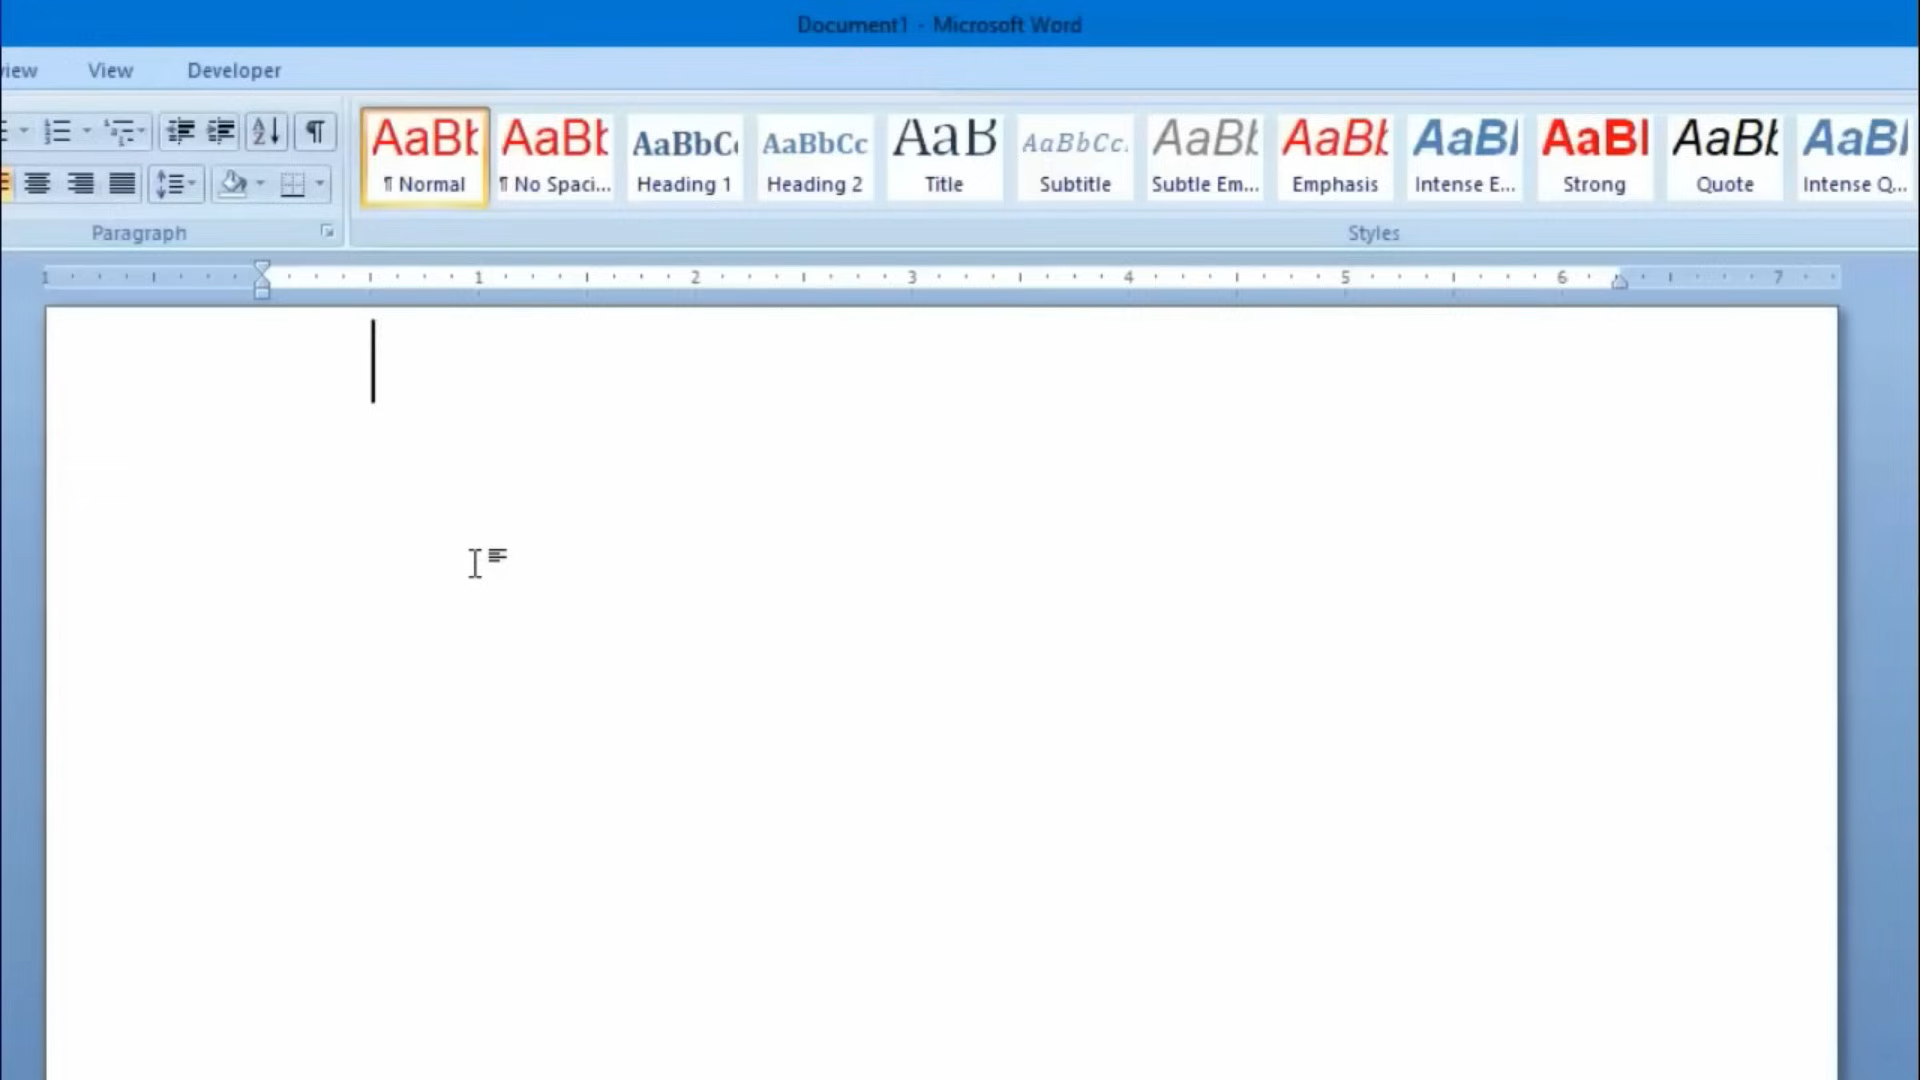 Document1 - Microsoft Word
view View Developer
AaBb AaBb AaBbCc AaBbCc AaB AaBbCc. AaBb AaBb AaBb AaBb AaBb AaBb
¶ Normal ¶ No Spaci... Heading 1 Heading 2 Title Subtitle Subtle Em... Emphasis Intense E... Strong Quote Intense Q...
Paragraph Styles
1 1 2 3 4 5 6 7